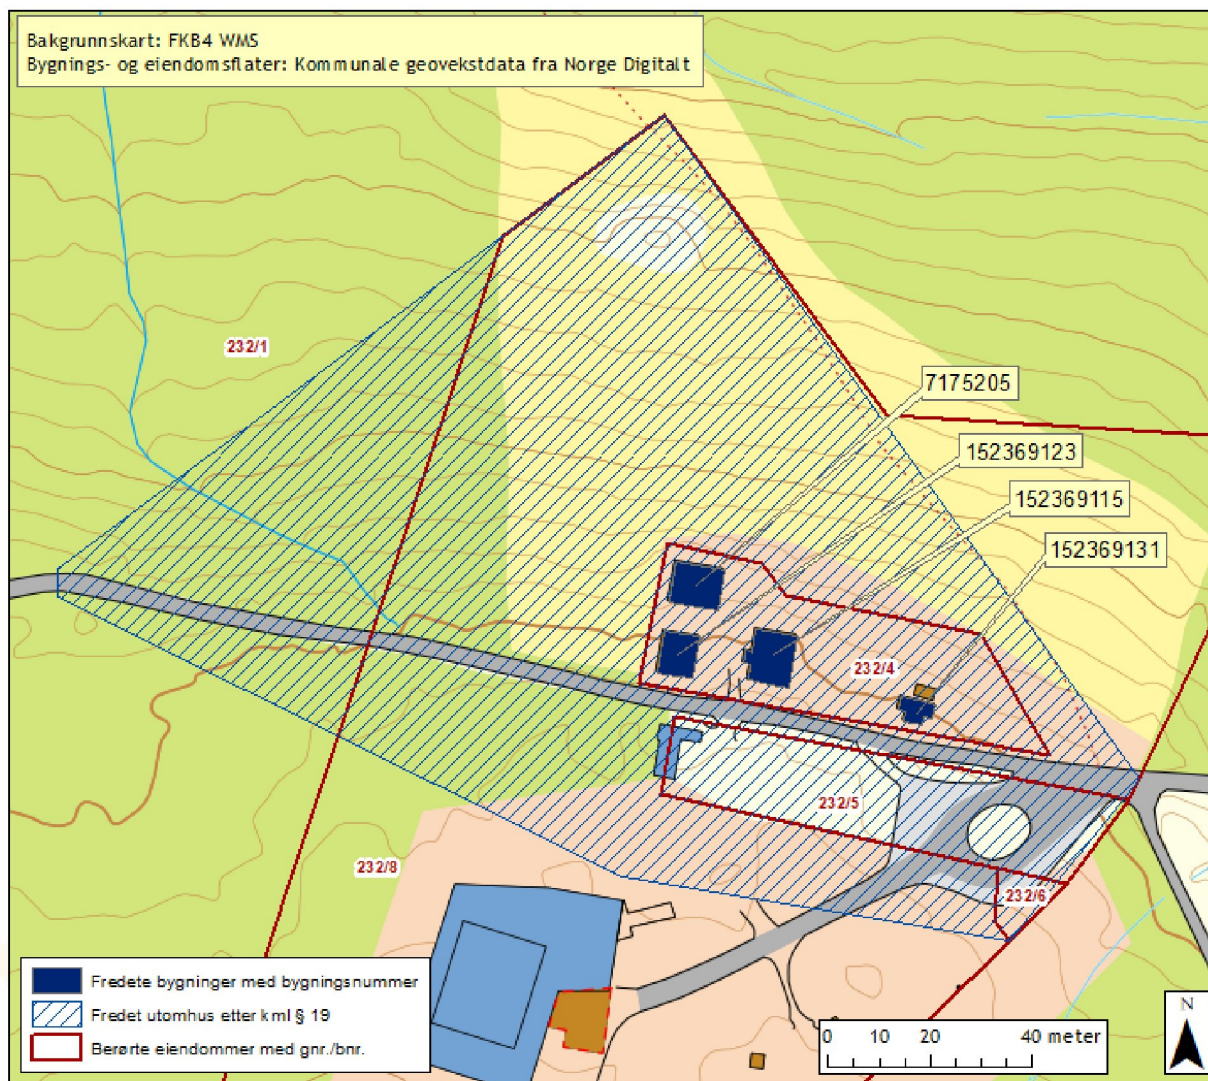 Bakgrunnskart: FKB4 WMS
Bygnings- og eiendomsflater: Kommunale geovekstdata fra Norge Digitalt
232/1
7175205
152369123
152369115
152369131
232/4
232/5
232/8
232/6
Fredete bygninger med bygningsnummer
Fredet utomhus etter kml § 19
Berørte eiendommer med gnr./bnr.
0 10 20 40 meter
N